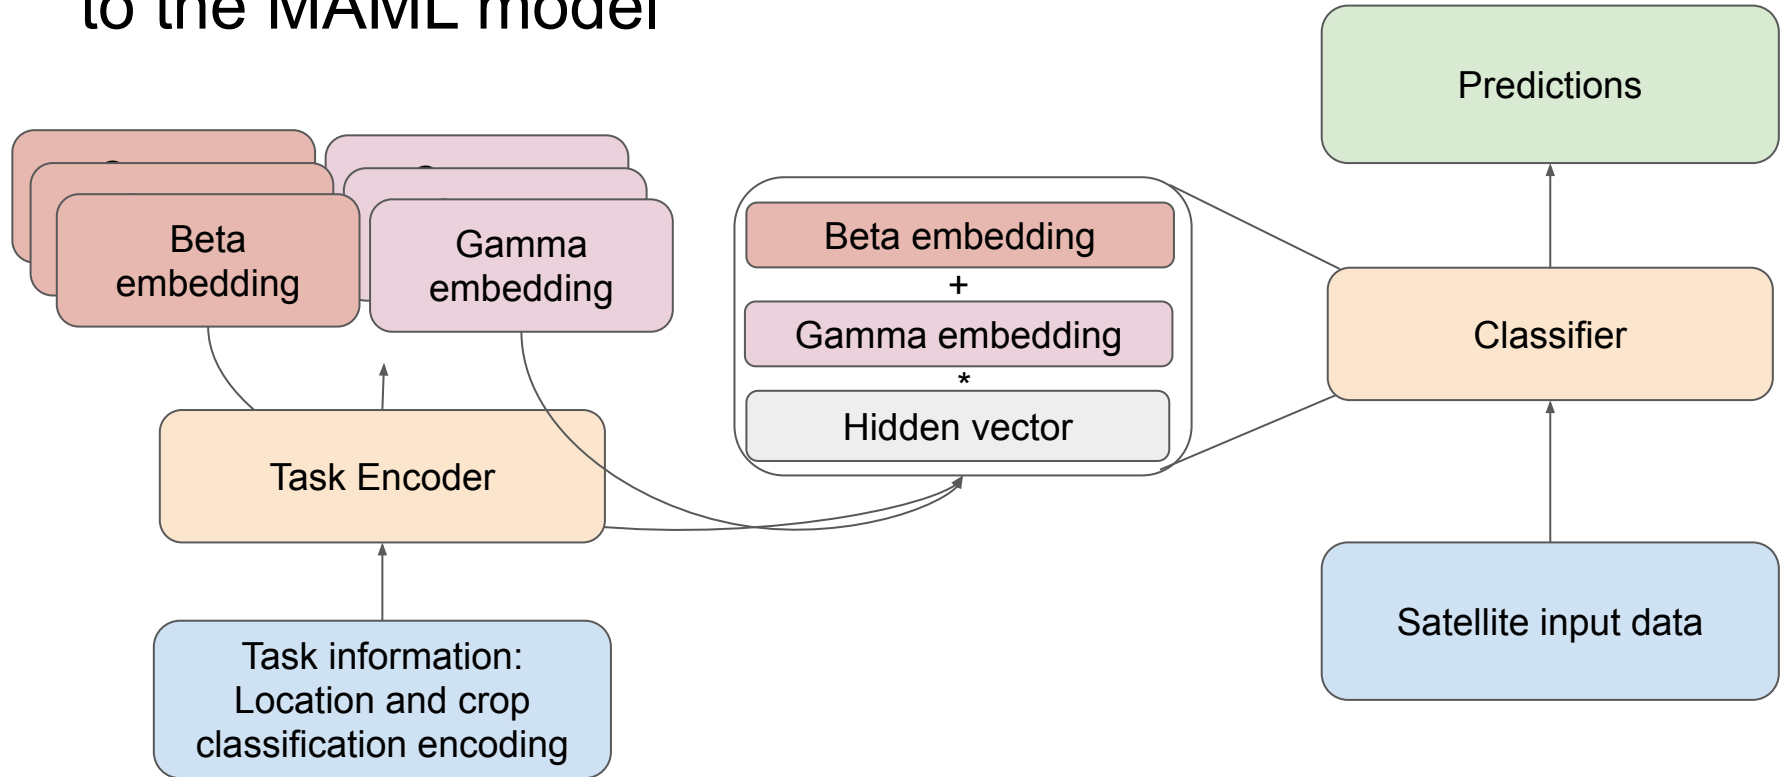 to the MAML model
Predictions
Beta
embedding
Gamma
embedding
Beta embedding
+
Gamma embedding
*
Hidden vector
Classifier
Task Encoder
Satellite input data
Task information:
Location and crop
classification encoding